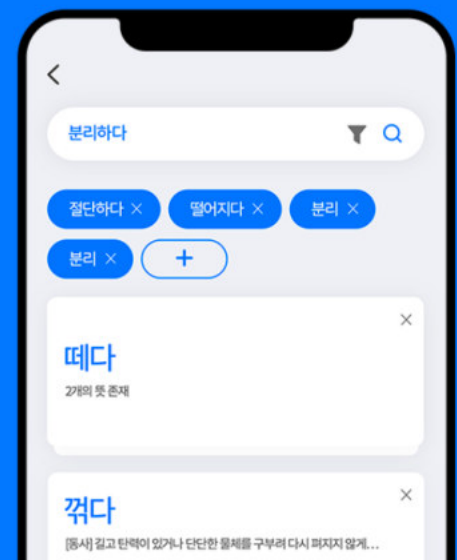 분리하다
절단하다 × 떨어지다 × 분리 ×
분리 × +
떼다
2개의 뜻 존재
꺾다
[동사] 길고 탄력이 있거나 단단한 물체를 구부려 다시 펴지지 않게...